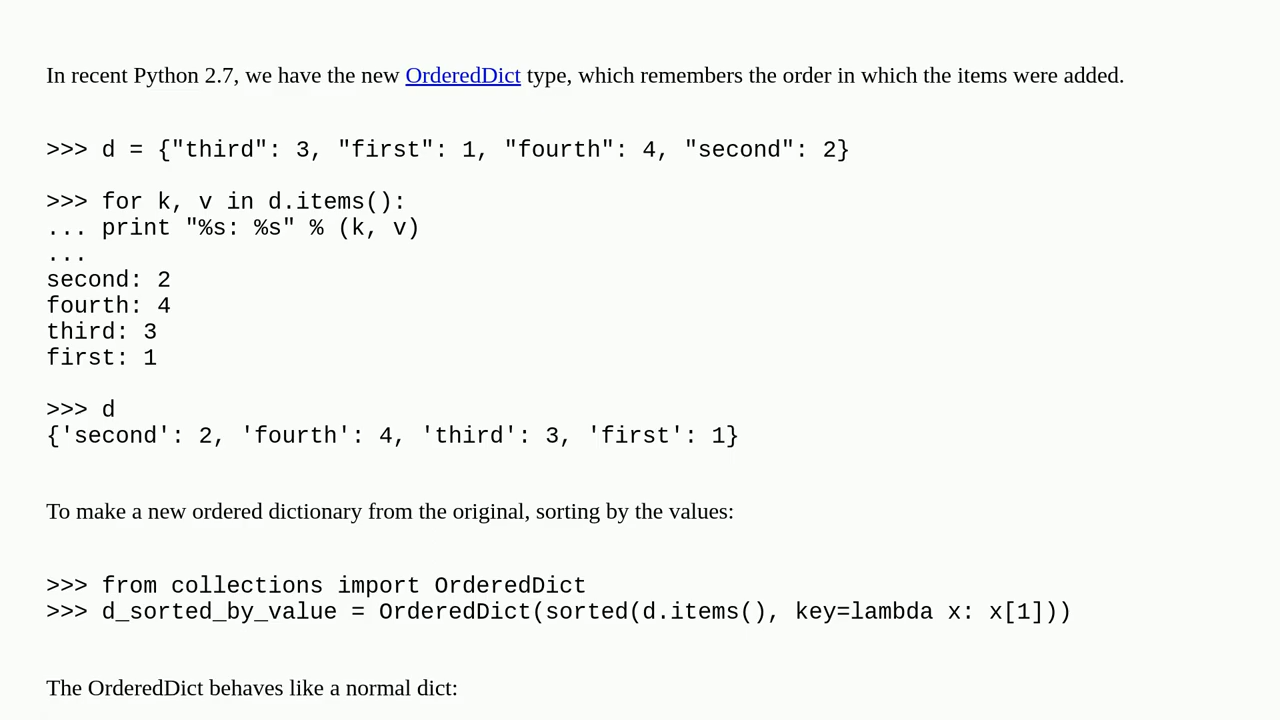 In recent Python 2.7, we have the new OrderedDict type, which remembers the order in which the items were added.
>>> d = {"third": 3, "first": 1, "fourth": 4, "second": 2}
>>> for k, v in d.items():
... print "%s: %s" % (k, v)
...
second: 2
fourth: 4
third: 3
first: 1
>>> d
{'second': 2, 'fourth': 4, 'third': 3, 'first': 1}
To make a new ordered dictionary from the original, sorting by the values:
>>> from collections import OrderedDict
>>> d_sorted_by_value = OrderedDict(sorted(d.items(), key=lambda x: x[1]))
The OrderedDict behaves like a normal dict: